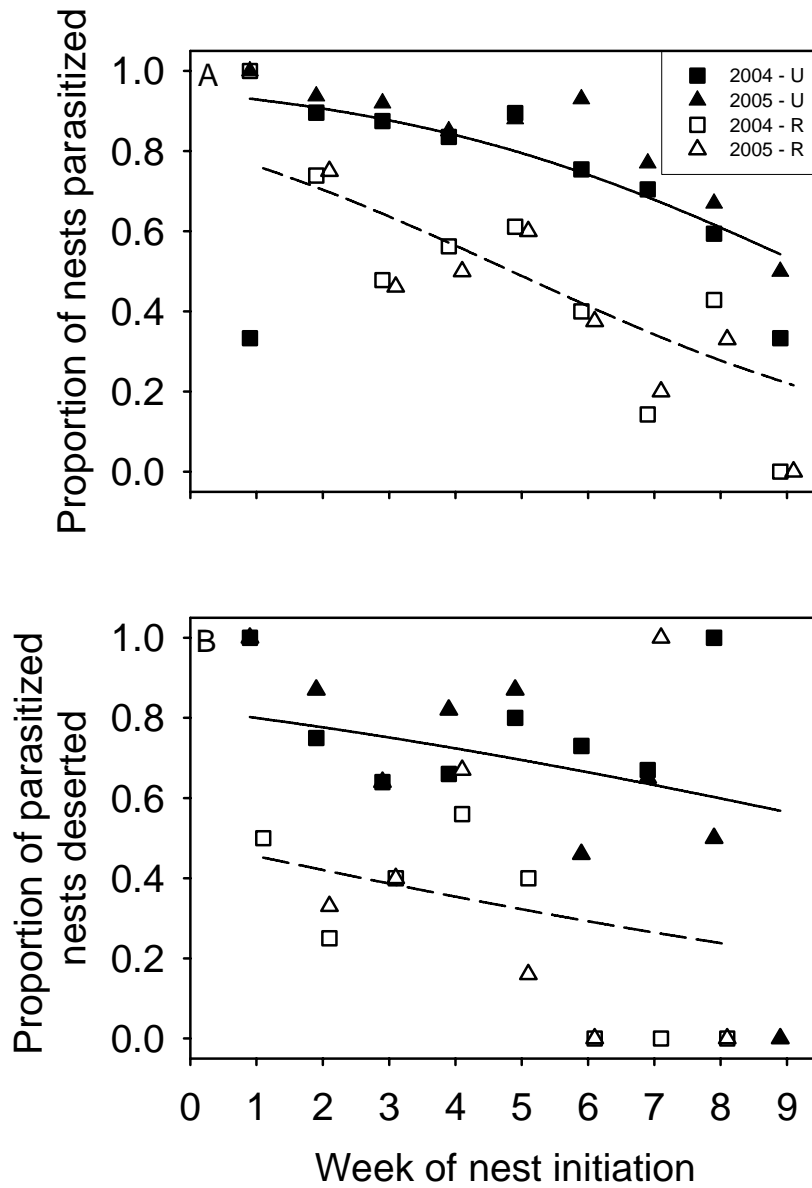 A
1.0
0.8
0.6
0.4
0.2
0.0
Proportion of nests parasitized
2004 - U
2005 - U
2004 - R
2005 - R
B
1.0
0.8
0.6
0.4
0.2
0.0
Proportion of parasitized
nests deserted
0 1 2 3 4 5 6 7 8 9
Week of nest initiation